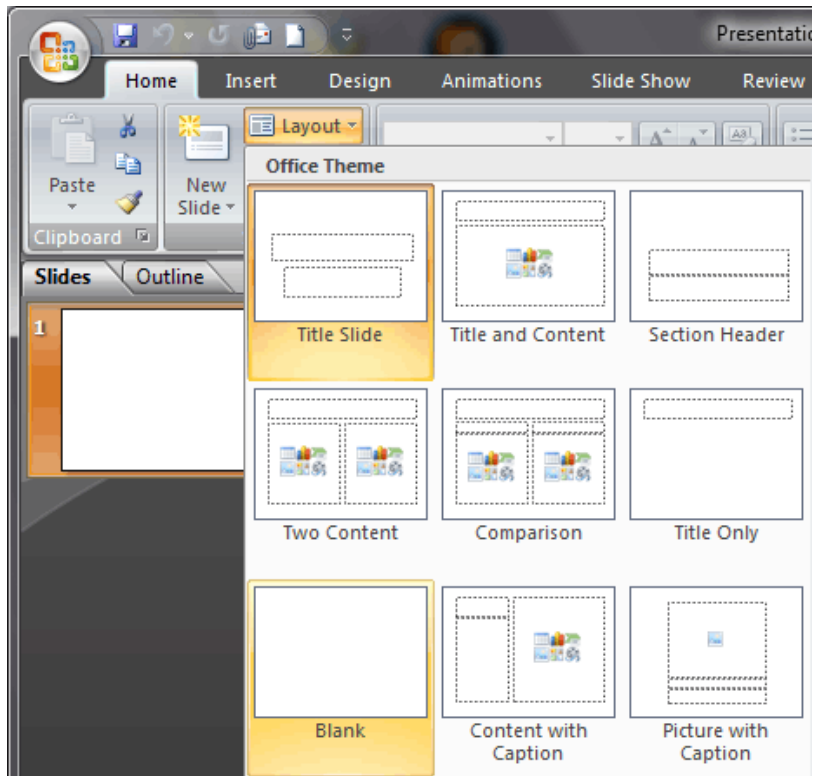 Presentatio
Home Insert Design Animations Slide Show Review
Layout
Paste
New
Slide
Clipboard
Office Theme
Slides Outline
1
Title Slide Title and Content Section Header
Two Content Comparison Title Only
Blank Content with Caption Picture with Caption